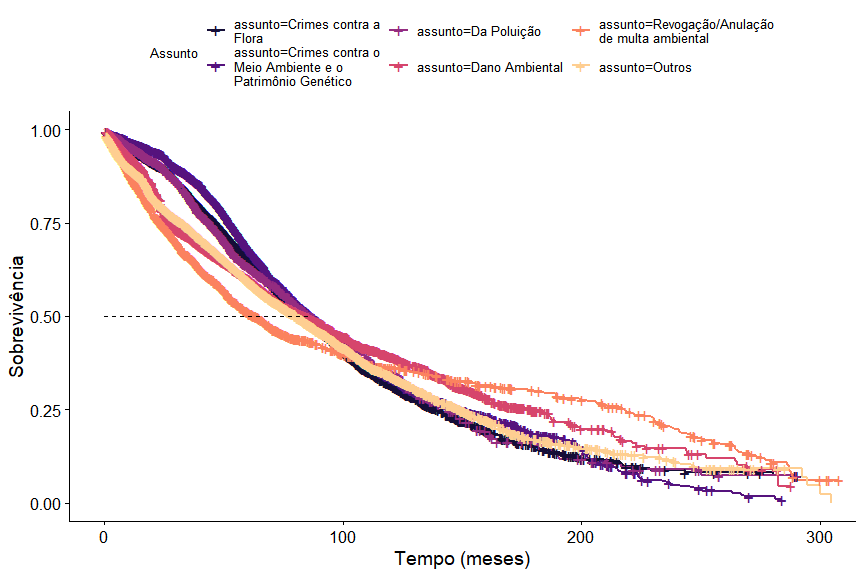 Assunto
assunto=Crimes contra a
Flora
assunto=Crimes contra o
Meio Ambiente e o
Patrimônio Genético
assunto=Da Poluição
assunto=Dano Ambiental
assunto=Revogação/Anulação
de multa ambiental
assunto=Outros
Sobrevivência
1.00
0.75
0.50
0.25
0.00
0
100
200
300
Tempo (meses)